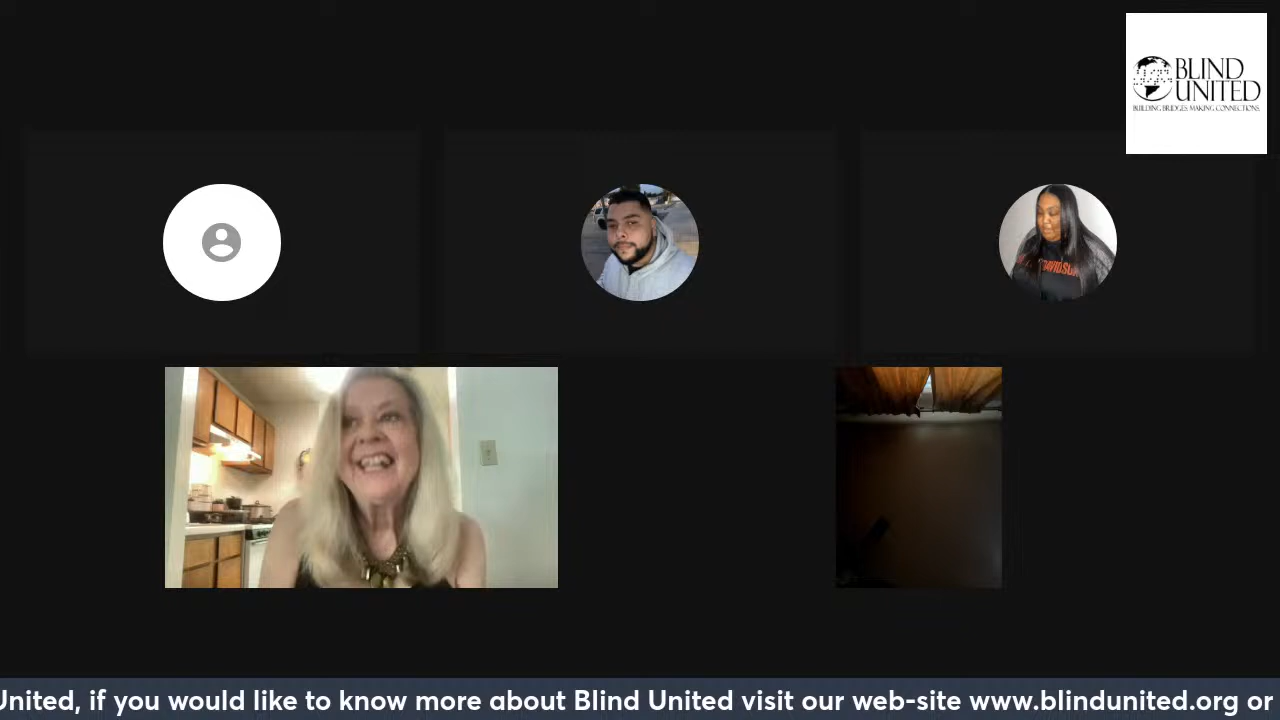 BLIND
UNITED
BUILDING BRIDGES, MAKING CONNECTIONS.
United, if you would like to know more about Blind United visit our web-site www.blindunited.org or